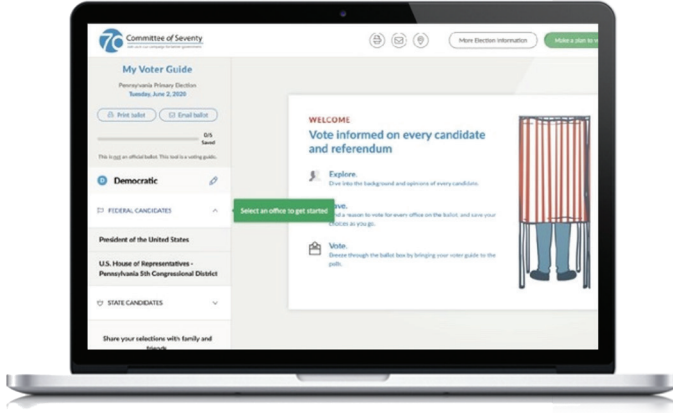 70
Committee of Seventy
My Voter Guide
Pennsylvania Primary Election
Tuesday, June 2, 2020
Print ballot
Email ballot
0/5
Saved
This is not an official ballot. This tool is a voting guide.
D Democratic
FEDERAL CANDIDATES
President of the United States
U.S. House of Representatives -
Pennsylvania 5th Congressional District
STATE CANDIDATES
Share your selections with family and
friends
More Election Information
Make a plan to
Select an office to get started
WELCOME
Vote informed on every candidate
and referendum
Explore.
Dive into the background and opinions of every candidate.
a reason to vote for every office on the ballot, and save your
choices as you go.
Vote.
Breeze through the ballot box by bringing your voter guide to the
polls.